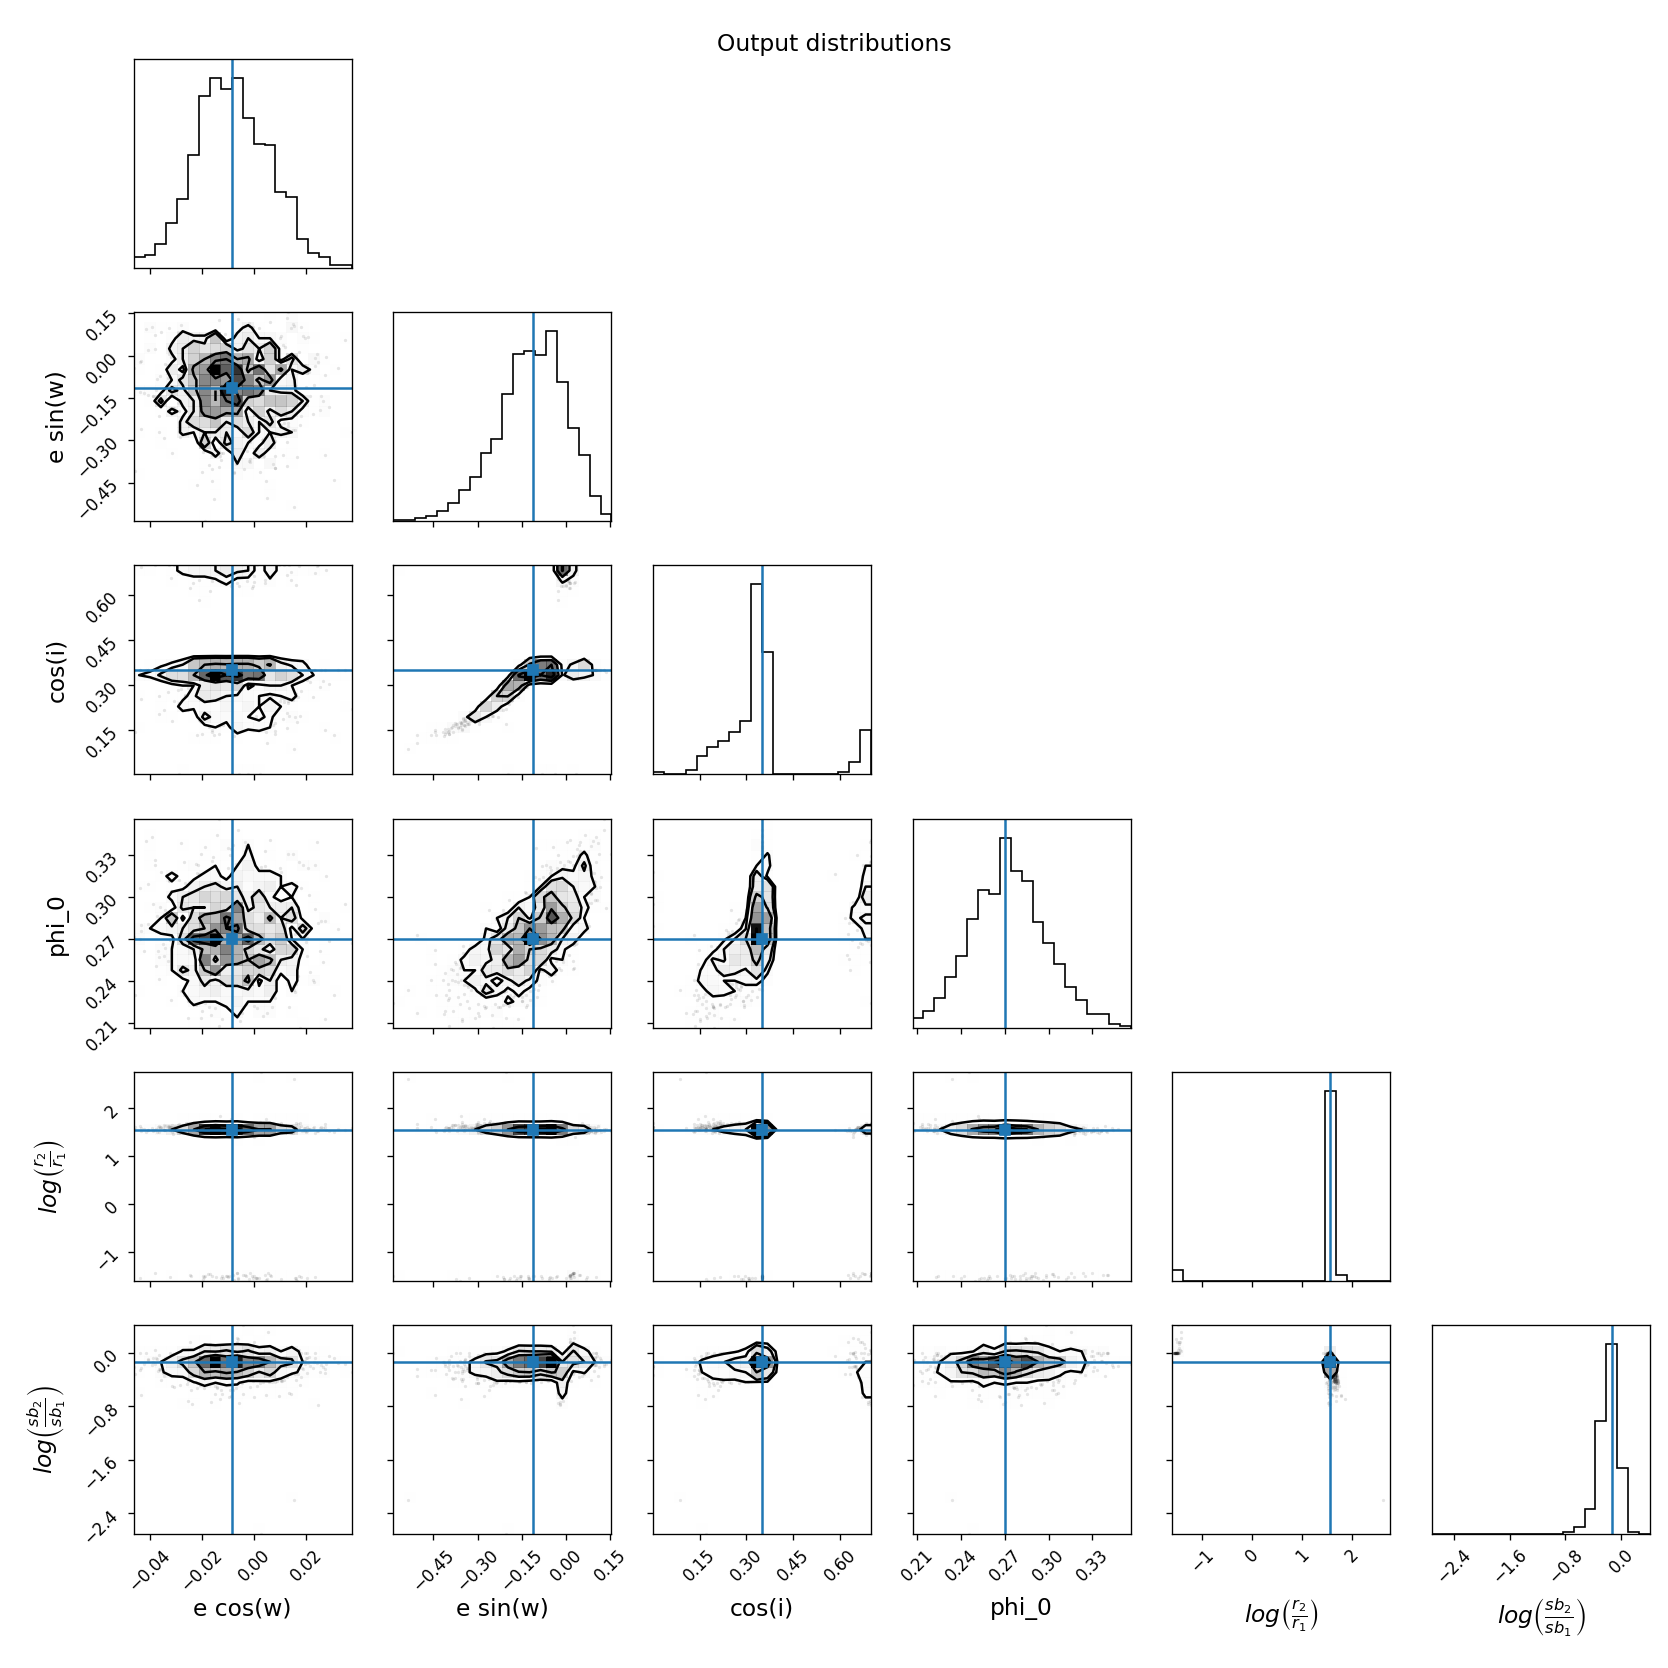 Output distributions
e sin(w)
0.15
0.00
−0.15
−0.30
−0.45
cos(i)
0.60
0.45
0.30
0.15
phi_0
0.33
0.30
0.27
0.24
0.21
log(r₂/r₁)
2
1
0
−1
log(sb₂/sb₁)
0.0
−0.8
−1.6
−2.4
−0.04 −0.02 0.00 0.02
−0.45 −0.30 −0.15 0.00 0.15
0.15 0.30 0.45 0.60
0.21 0.24 0.27 0.30 0.33
−1 0 1 2
−2.4 −1.6 −0.8 0.0
e cos(w)
e sin(w)
cos(i)
phi_0
log(r₂/r₁)
log(sb₂/sb₁)